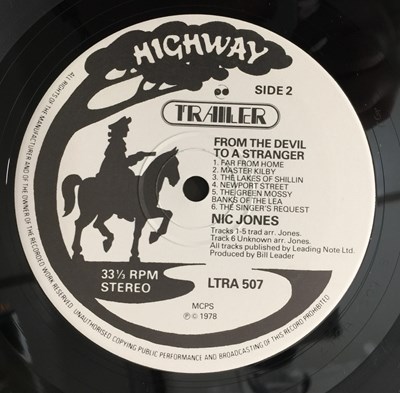 HIGHWAY
SIDE 2
TRAILER
FROM THE DEVIL
TO A STRANGER
1. FAR FROM HOME
2. MASTER KILBY
3. THE LAKES OF SHILLIN
4. NEWPORT STREET
5. THE GREEN MOSSY
BANKS OF THE LEA
6. THE SINGER'S REQUEST
NIC JONES
Tracks 1-5 trad arr. Jones.
Track 6 Unknown arr. Jones.
All tracks published by Leading Note Ltd.
Produced by Bill Leader
33⅓ RPM
STEREO
LTRA 507
MCPS
℗ © 1978
ALL RIGHTS OF THE MANUFACTURER AND OF THE OWNER OF THE RECORDED WORK RESERVED. UNAUTHORISED COPYING PUBLIC PERFORMANCE AND BROADCASTING OF THIS RECORD PROHIBITED